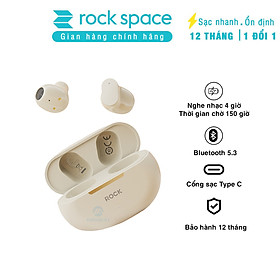 rock space
Gian hàng chính hãng
Sạc nhanh . Ổn định
12 THÁNG | 1 ĐỔI 1
Nghe nhạc 4 giờ
Thời gian chờ 150 giờ
Bluetooth 5.3
Cổng sạc Type C
ROCK
Bảo hành 12 tháng